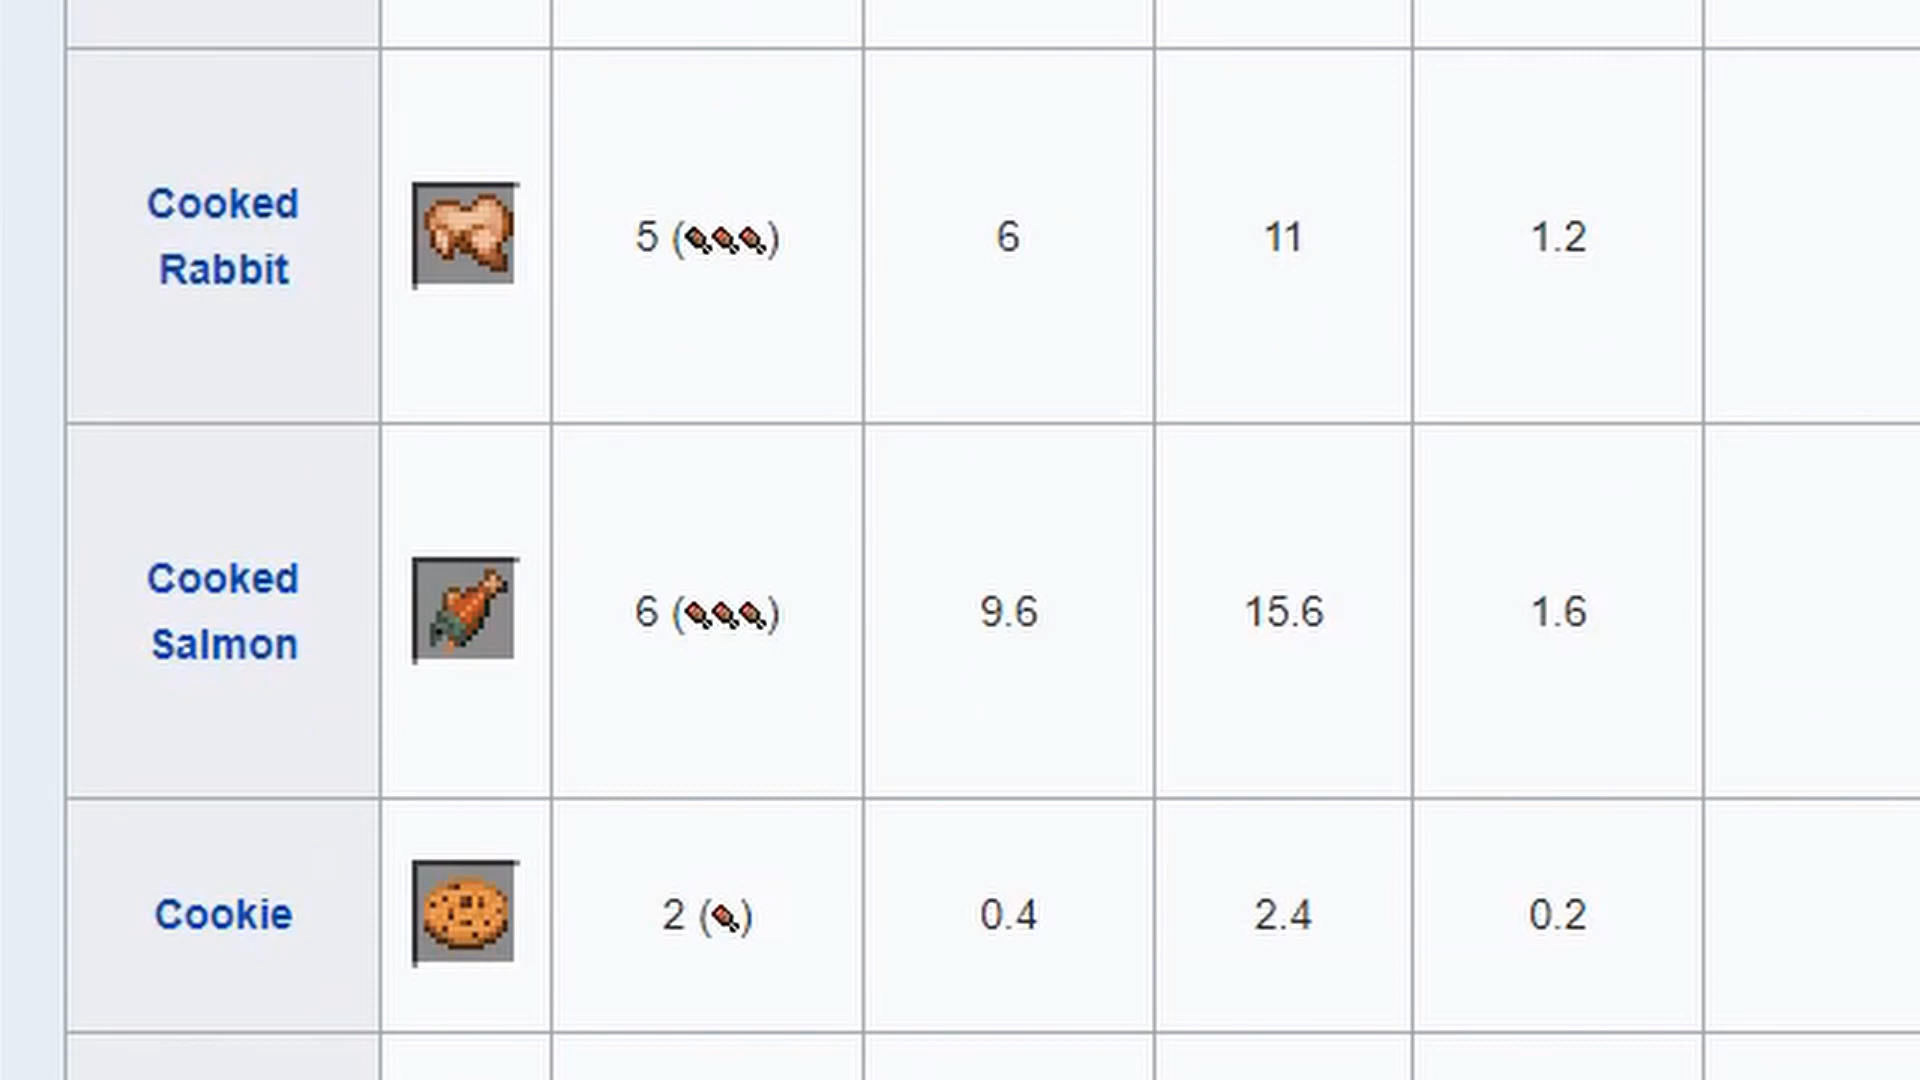 Cooked
Rabbit
5 ()
6
11
1.2
Cooked
Salmon
6 ()
9.6
15.6
1.6
Cookie
2 ()
0.4
2.4
0.2